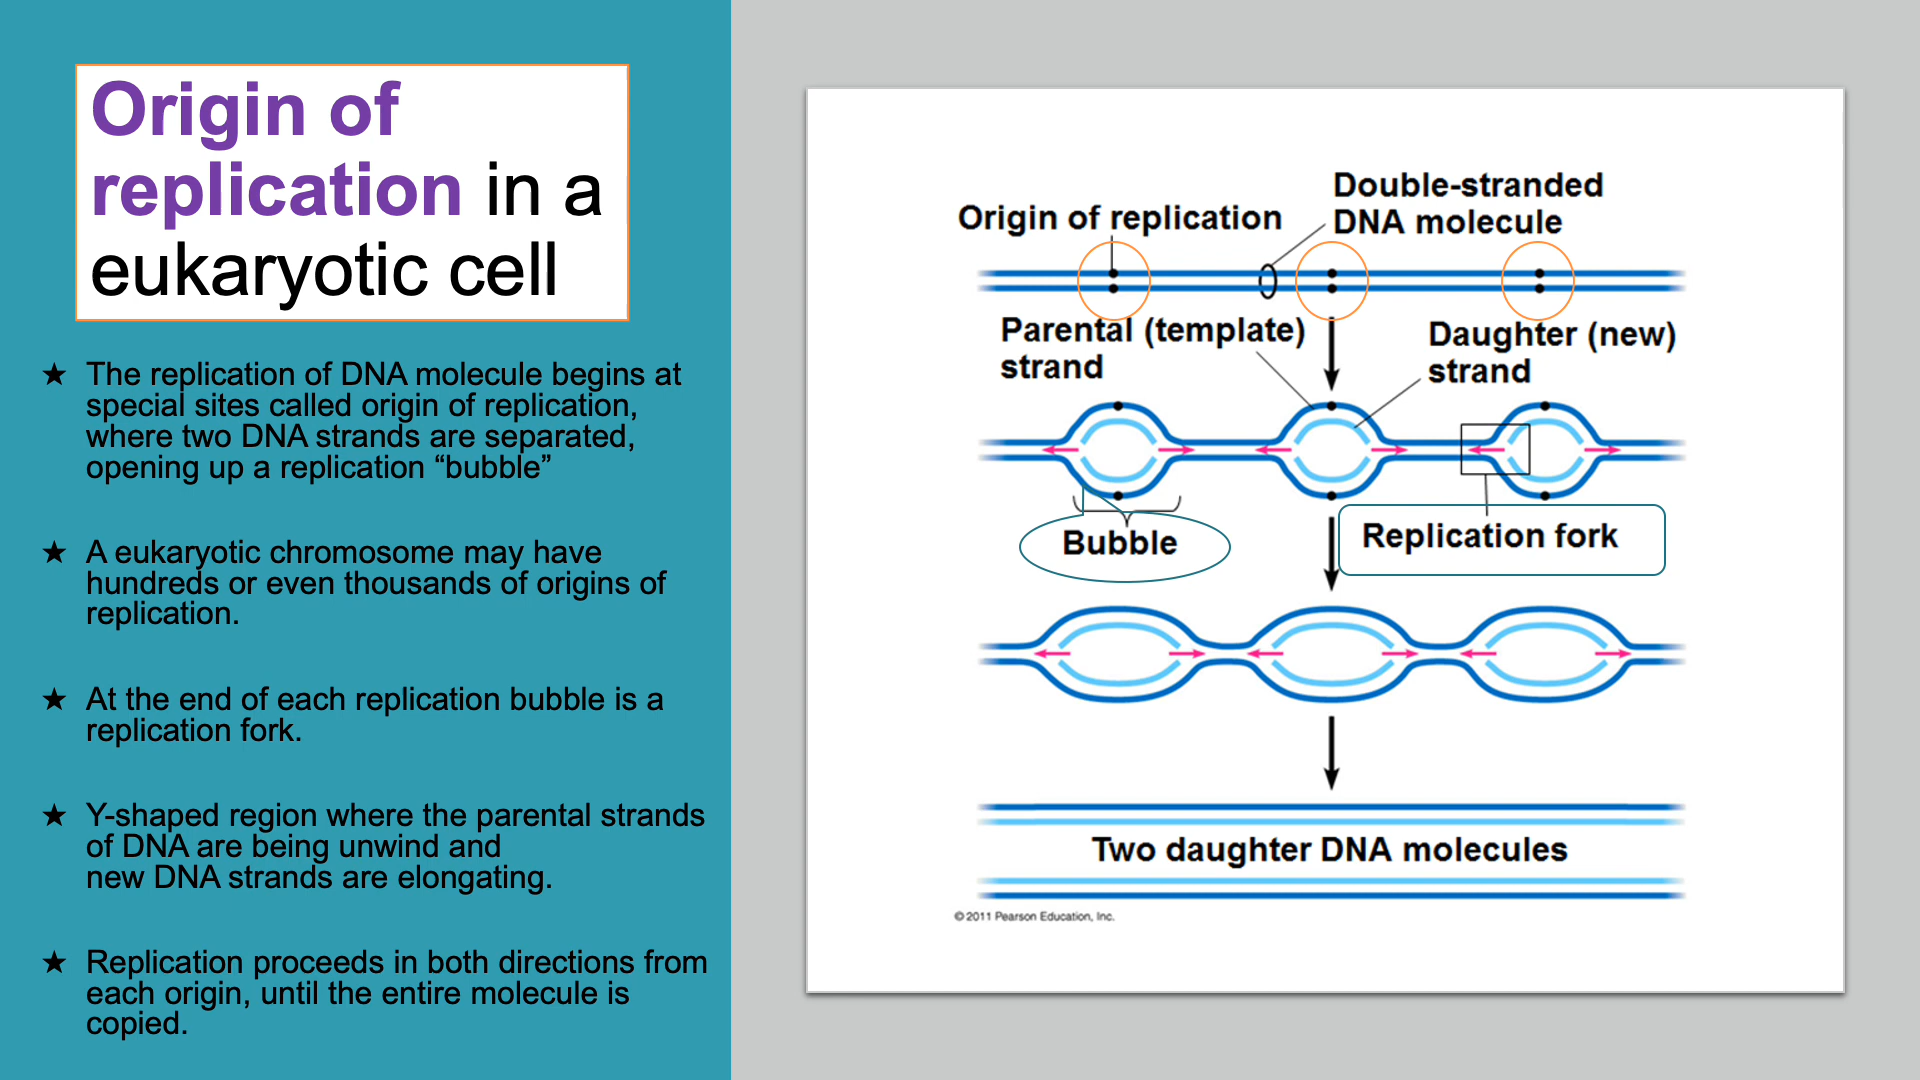 Origin of
replication in a
eukaryotic cell
★ The replication of DNA molecule begins at
special sites called origin of replication,
where two DNA strands are separated,
opening up a replication “bubble”
★ A eukaryotic chromosome may have
hundreds or even thousands of origins of
replication.
★ At the end of each replication bubble is a
replication fork.
★ Y-shaped region where the parental strands
of DNA are being unwind and
new DNA strands are elongating.
★ Replication proceeds in both directions from
each origin, until the entire molecule is
copied.
Origin of replication
Double-stranded
DNA molecule
Parental (template)
strand
Daughter (new)
strand
Bubble
Replication fork
Two daughter DNA molecules
© 2011 Pearson Education, Inc.